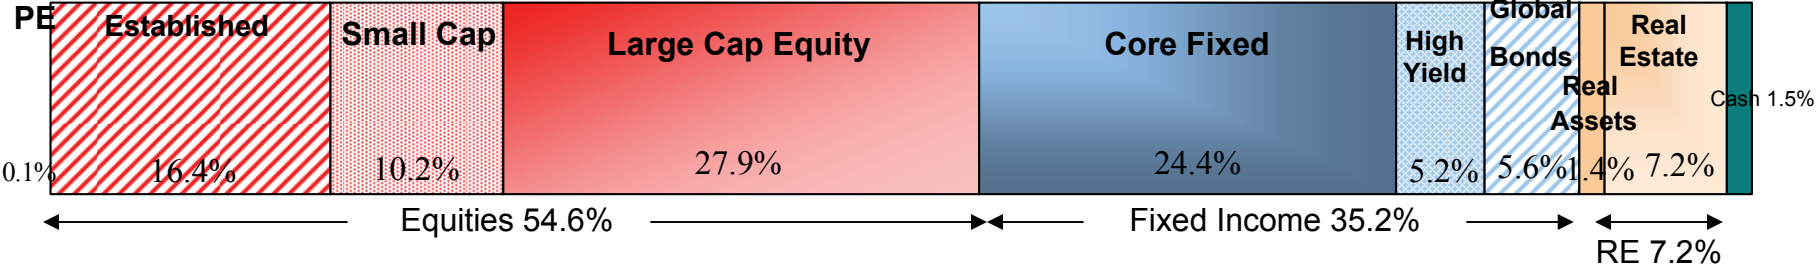 PE
Established
Small Cap
Large Cap Equity
Core Fixed
High
Yield
Global
Bonds
Real
Assets
Real
Estate
Cash 1.5%
0.1%
16.4%
10.2%
27.9%
24.4%
5.2%
5.6%
1.4%
7.2%
Equities 54.6%
Fixed Income 35.2%
RE 7.2%